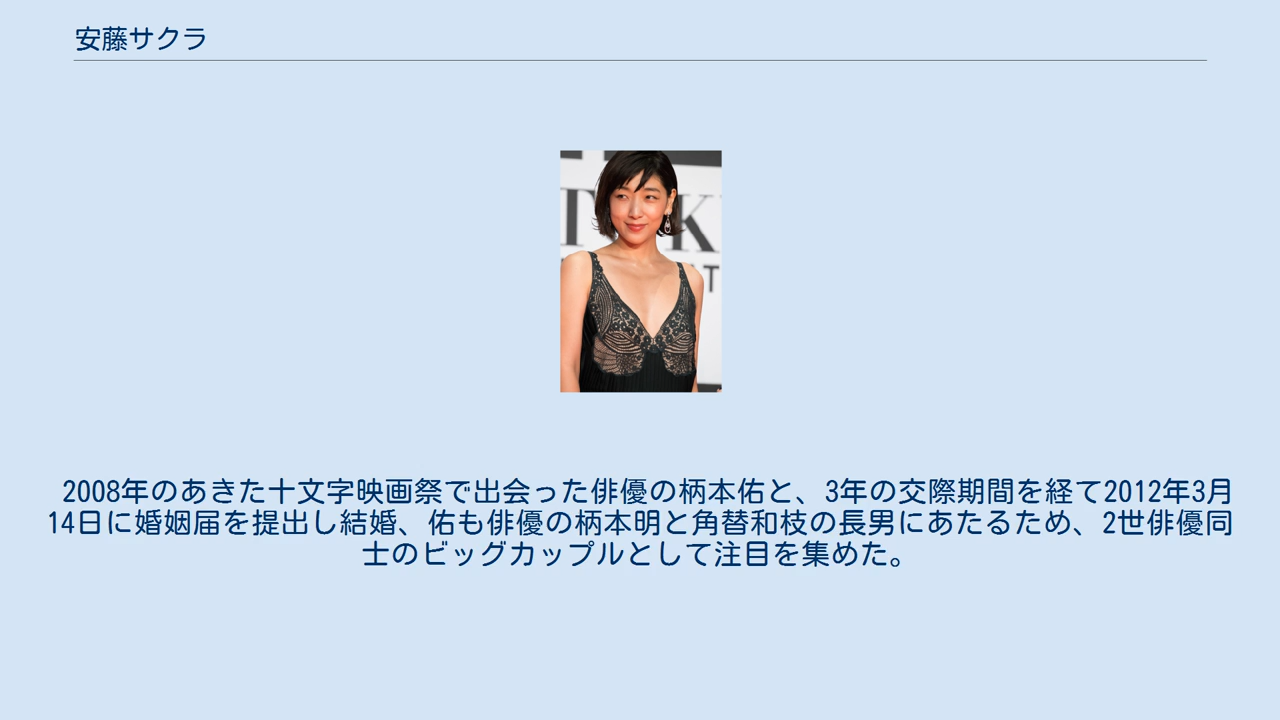 安藤サクラ
2008年のあきた十文字映画祭で出会った俳優の柄本佑と、3年の交際期間を経て2012年3月
14日に婚姻届を提出し結婚、佑も俳優の柄本明と角替和枝の長男にあたるため、2世俳優同
士のビッグカップルとして注目を集めた。